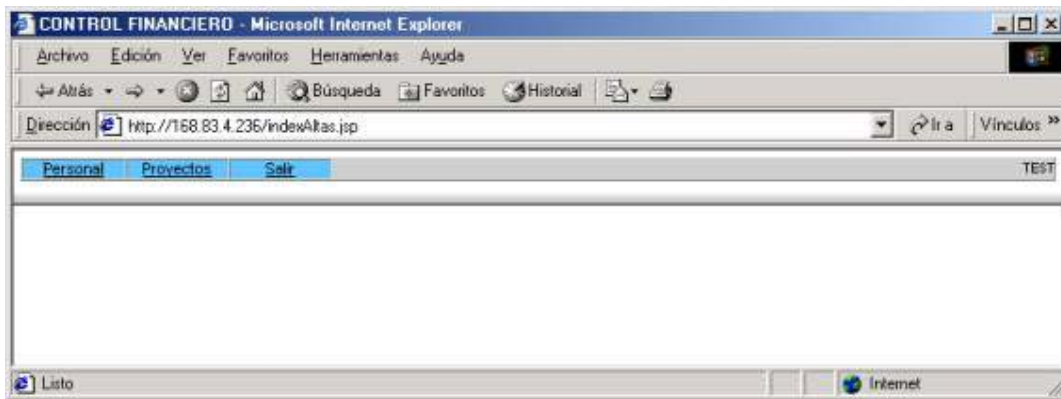 CONTROL FINANCIERO - Microsoft Internet Explorer
Archivo Edición Ver Favoritos Herramientas Ayuda
Atrás Búsqueda Favoritos Historial
Dirección http://168.83.4.236/indexAltas.jsp Ir a Vínculos »
Personal Proyectos Salir TEST
Listo Internet